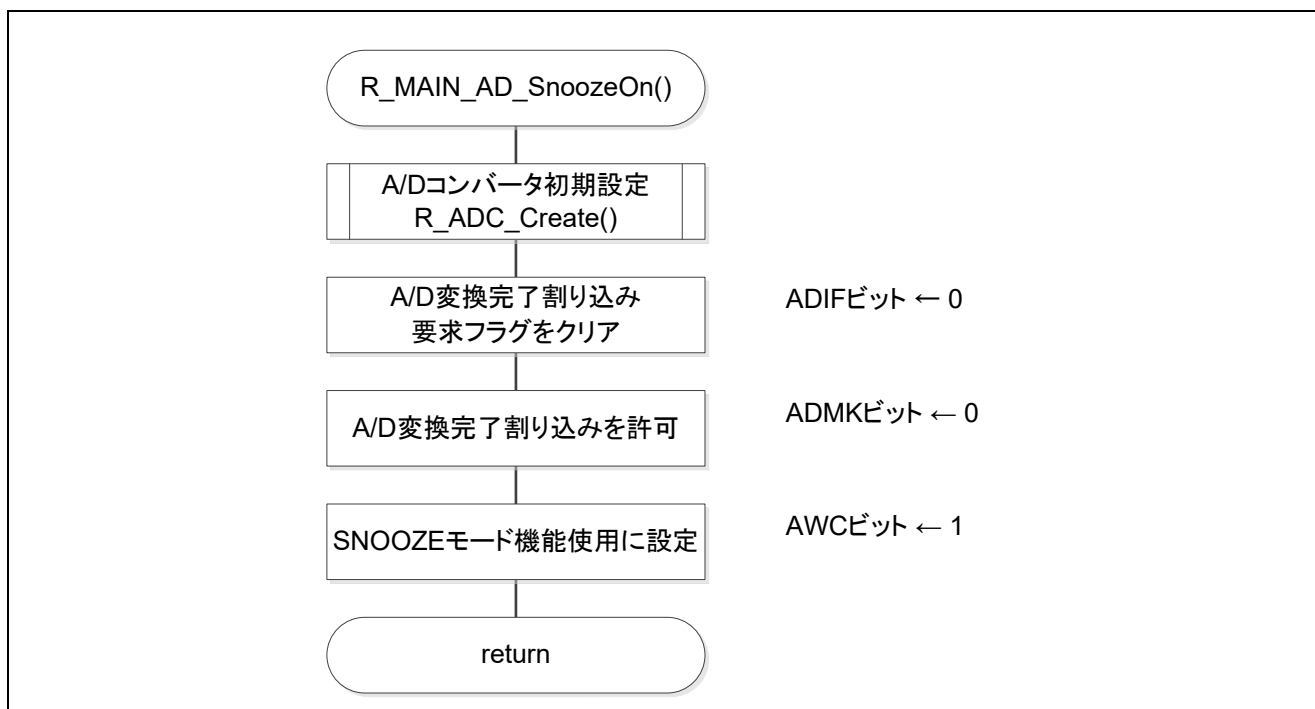 R_MAIN_AD_SnoozeOn()
A/Dコンバータ初期設定
R_ADC_Create()
A/D変換完了割り込み
要求フラグをクリア
ADIFビット ← 0
A/D変換完了割り込みを許可
ADMKビット ← 0
SNOOZEモード機能使用に設定
AWCビット ← 1
return